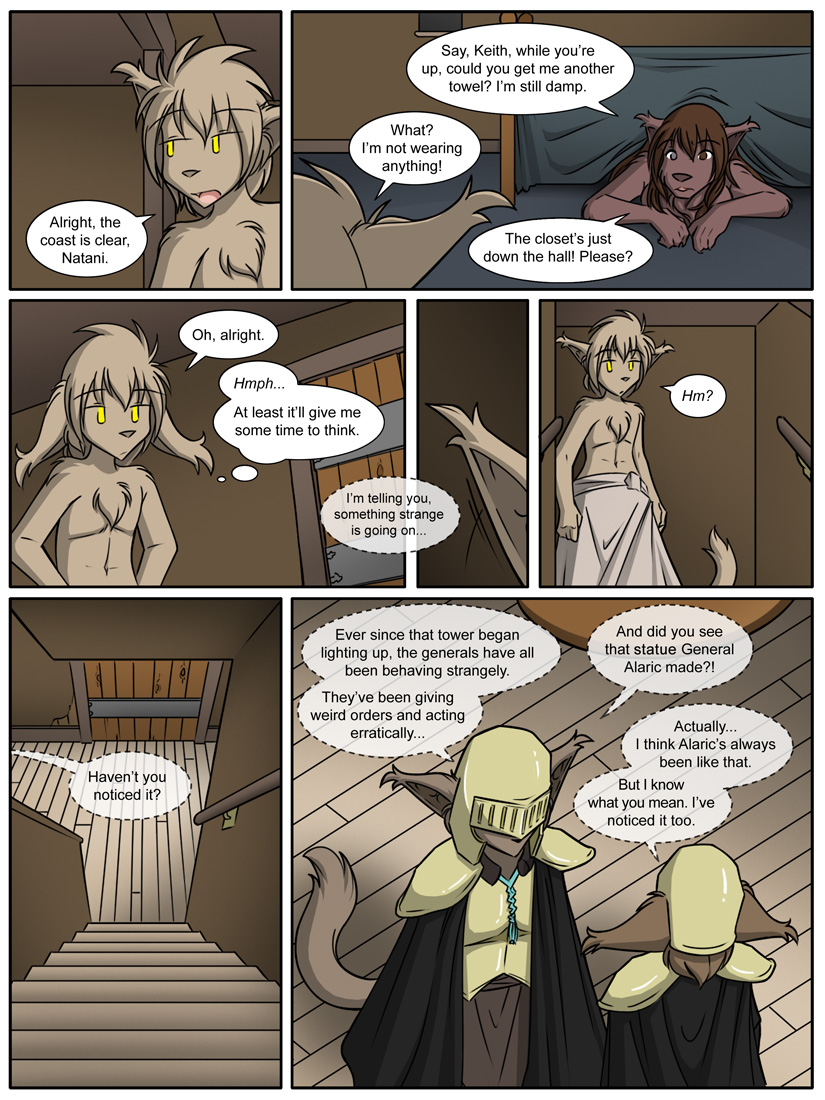 Alright, the
coast is clear,
Natani.
Say, Keith, while you're
up, could you get me another
towel? I'm still damp.
What?
I'm not wearing
anything!
The closet's just
down the hall! Please?
Oh, alright.
Hmph...
At least it'll give me
some time to think.
I'm telling you,
something strange
is going on...
Hm?
Haven't you
noticed it?
Ever since that tower began
lighting up, the generals have all
been behaving strangely.
They've been giving
weird orders and acting
erratically...
And did you see
that statue General
Alaric made?!
Actually...
I think Alaric's always
been like that.
But I know
what you mean. I've
noticed it too.